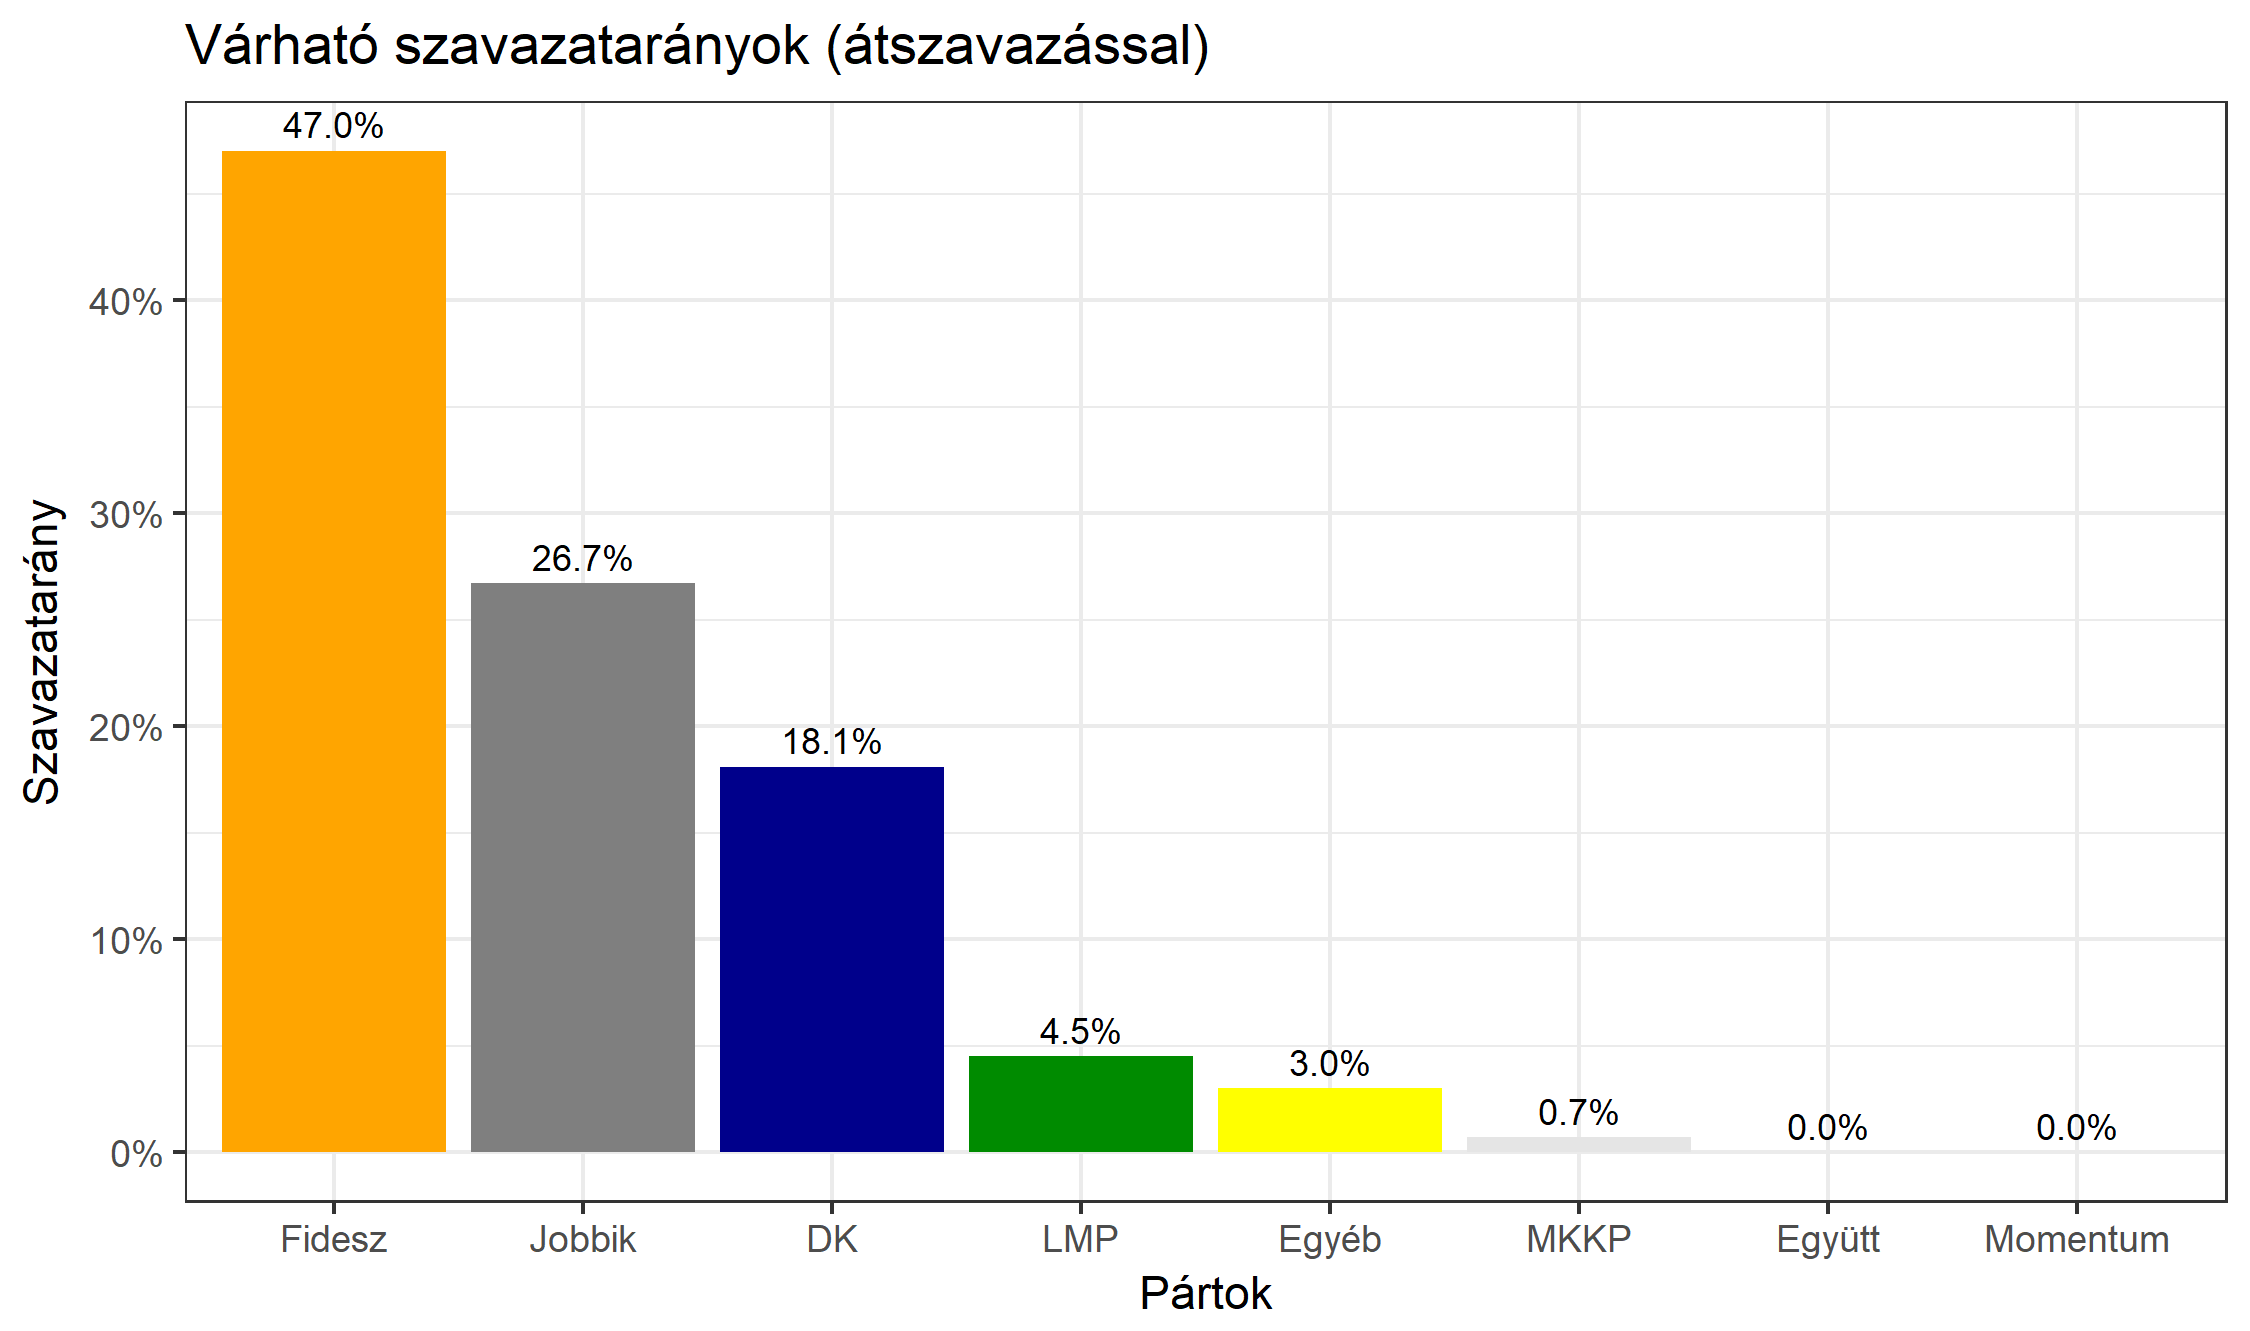 Várható szavazatarányok (átszavazással)
47.0%
26.7%
18.1%
4.5%
3.0%
0.7%
0.0%
0.0%
Szavazatarány
40%
30%
20%
10%
0%
Fidesz
Jobbik
DK
LMP
Egyéb
MKKP
Együtt
Momentum
Pártok